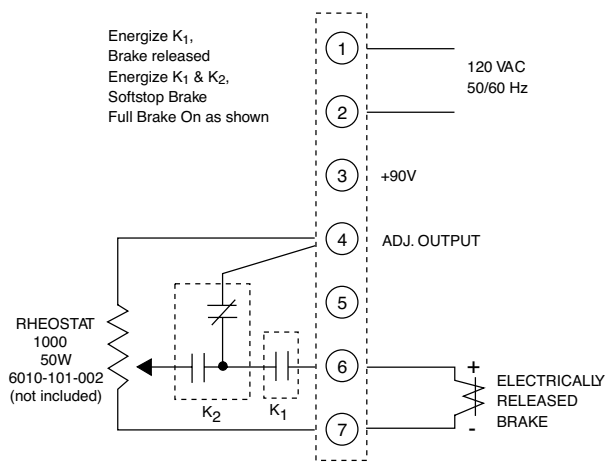 Energize K₁,
Brake released
Energize K₁ & K₂,
Softstop Brake
Full Brake On as shown
1
2
3
4
5
6
7
120 VAC
50/60 Hz
+90V
ADJ. OUTPUT
RHEOSTAT
1000
50W
6010-101-002
(not included)
K₂
K₁
+
ELECTRICALLY
RELEASED
BRAKE
-